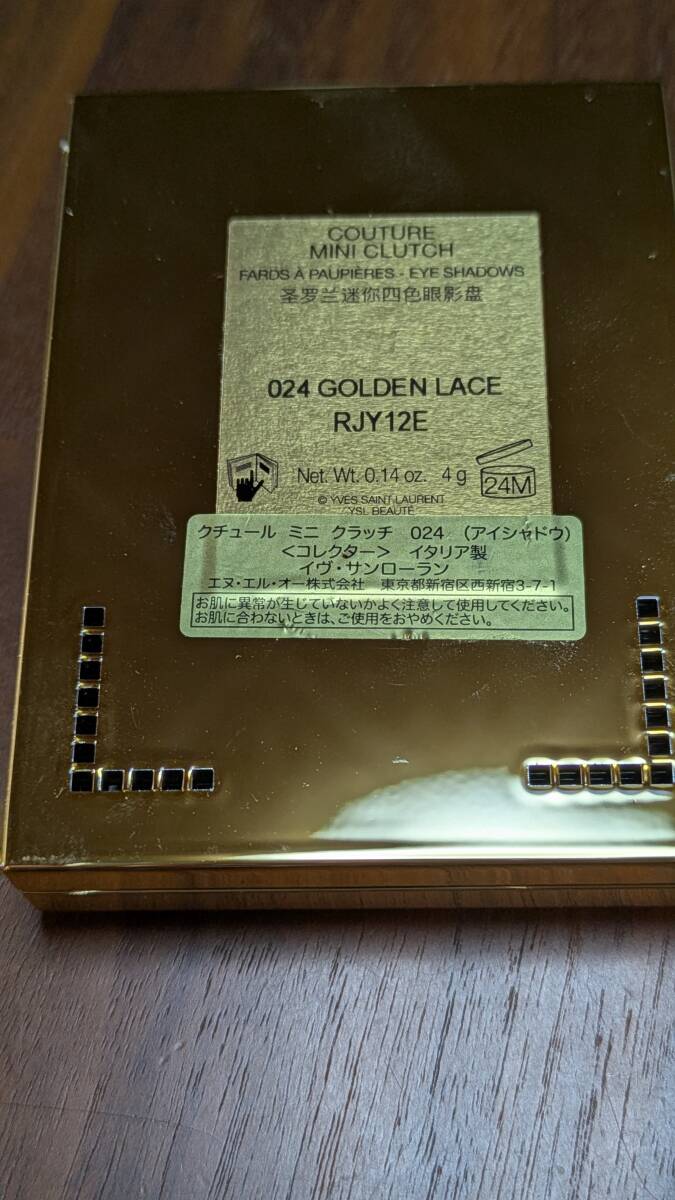 COUTURE
MINI CLUTCH
FARDS À PAUPIÈRES - EYE SHADOWS
圣罗兰迷你四色眼影盘
024 GOLDEN LACE
RJY12E
Net. Wt. 0.14 oz. 4 g
24M
© YVES SAINT LAURENT
YSL BEAUTÉ
クチュール ミニ クラッチ 024 (アイシャドウ)
<コレクター> イタリア製
イヴ・サンローラン
エヌ・エル・オー株式会社 東京都新宿区西新宿3-7-1
お肌に異常が生じていないかよく注意して使用してください。
お肌に合わないときは、ご使用をおやめください。